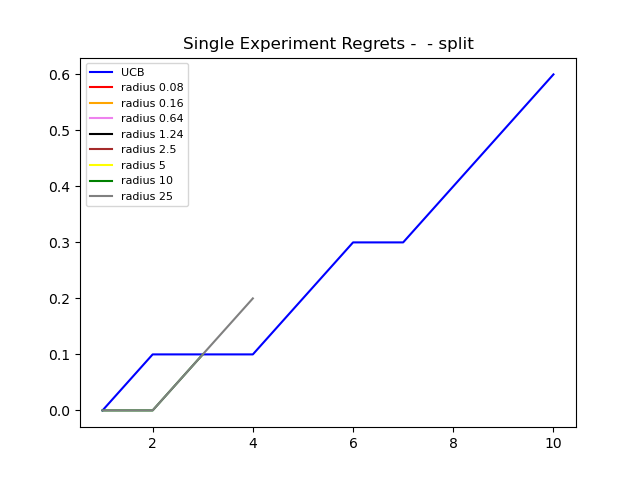 Single Experiment Regrets -  - split
UCB
radius 0.08
radius 0.16
radius 0.64
radius 1.24
radius 2.5
radius 5
radius 10
radius 25
0.6
0.5
0.4
0.3
0.2
0.1
0.0
2 4 6 8 10